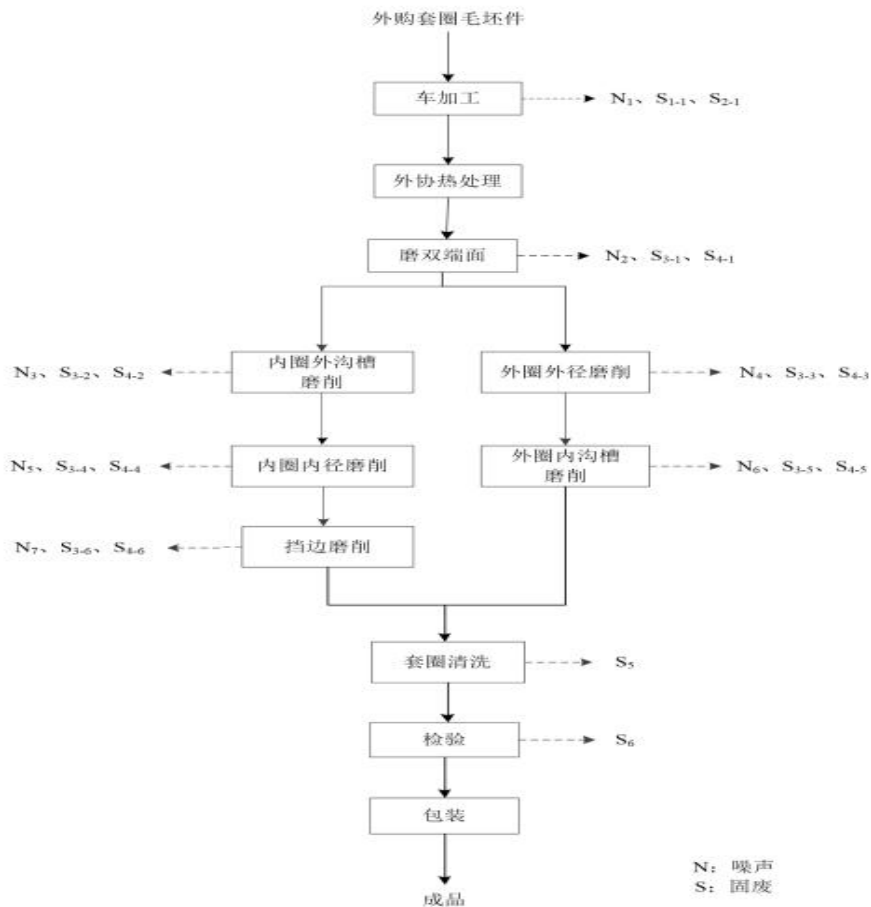 外购套圈毛坯件
车加工
N₁、S₁₋₁、S₂₋₁
外协热处理
磨双端面
N₂、S₃₋₁、S₄₋₁
内圈外沟槽
磨削
N₃、S₃₋₂、S₄₋₂
外圈外径磨削
N₄、S₃₋₃、S₄₋₃
内圈内径磨削
N₅、S₃₋₄、S₄₋₄
外圈内沟槽
磨削
N₆、S₃₋₅、S₄₋₅
挡边磨削
N₇、S₃₋₆、S₄₋₆
套圈清洗
S₅
检验
S₆
包装
成品
N：噪声
S：固废